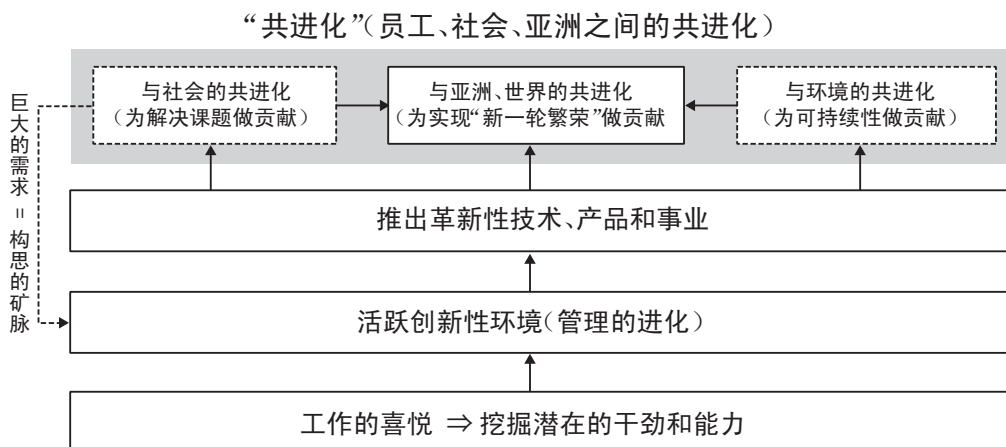 “共进化”(员工、社会、亚洲之间的共进化)
与社会的共进化
(为解决课题做贡献)
与亚洲、世界的共进化
(为实现“新一轮繁荣”做贡献
与环境的共进化
(为可持续性做贡献)
巨大的需求=构思的矿脉
推出革新性技术、产品和事业
活跃创新性环境(管理的进化)
工作的喜悦 ⇒ 挖掘潜在的干劲和能力